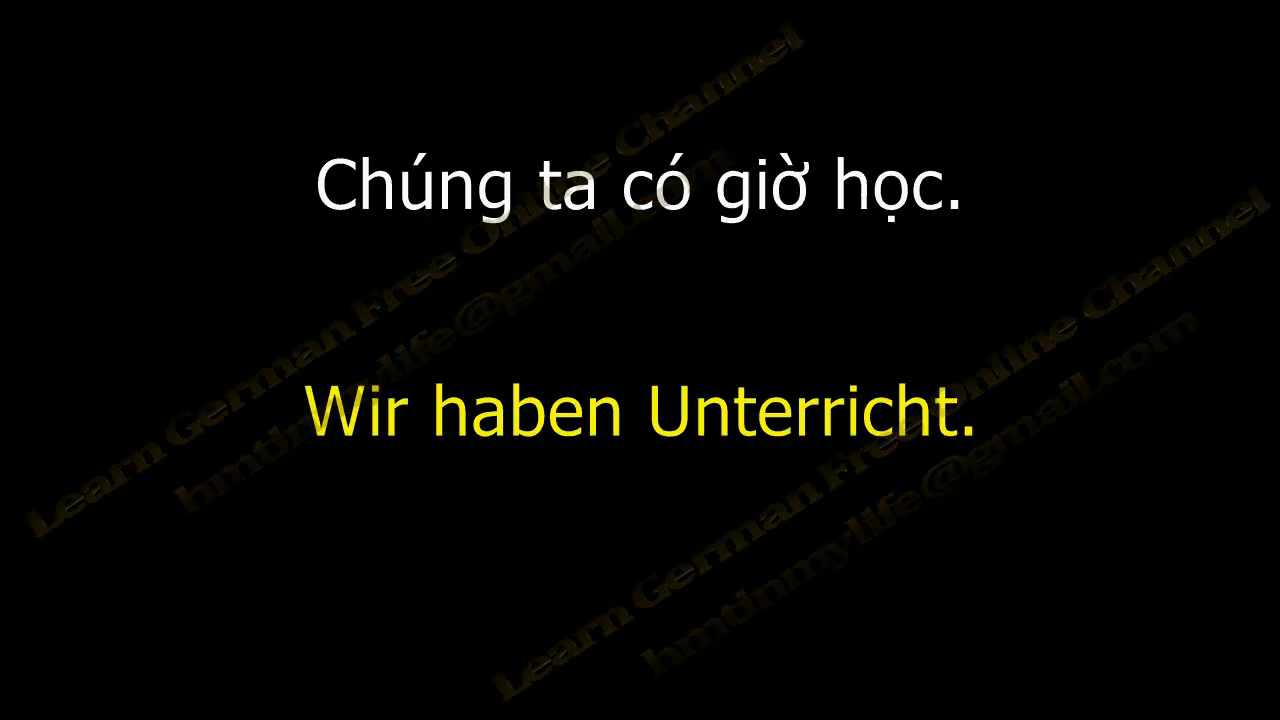 Chúng ta có giờ học.
Wir haben Unterricht.
Learn German Free Online Channel
hmtinmylife@gmail.com
Learn German Free Online Channel
hmtinmylife@gmail.com